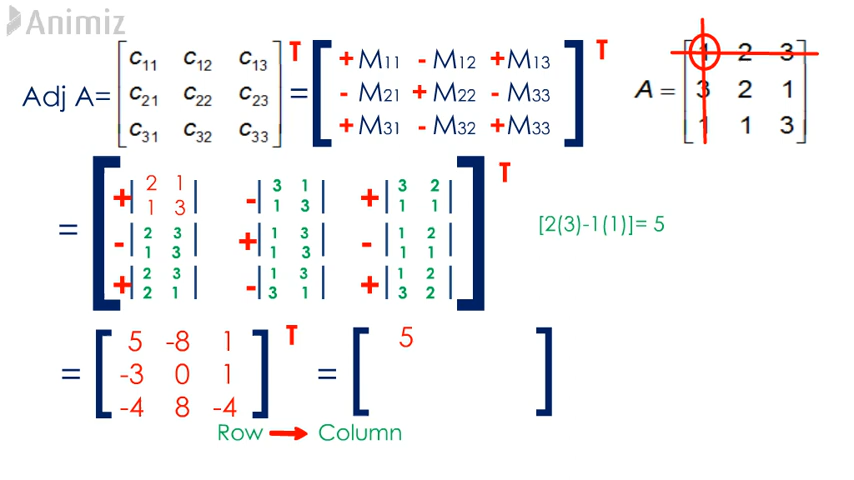 Animiz
Adj A= [c11 c12 c13]T = [+M11 -M12 +M13]T
[c21 c22 c23] [-M21 +M22 -M33]
[c31 c32 c33] [+M31 -M32 +M33]
A = [1 2 3]
[3 2 1]
[1 1 3]
= [+|2 1| -|3 1| +|3 2|]T
|1 3| |1 3| |1 1|
-|2 3| +|1 3| -|1 2|
|1 3| |1 3| |1 1|
+|2 3| -|1 3| +|1 2|
|2 1| |3 1| |3 2|
[2(3)-1(1)]= 5
= [5 -8 1]T = [5 ]
[-3 0 1]
[-4 8 -4]
Row → Column